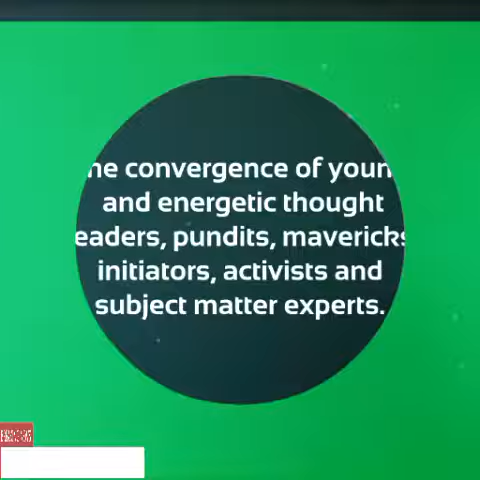 he convergence of youn
and energetic thought
eaders, pundits, mavericks
initiators, activists and
subject matter experts.